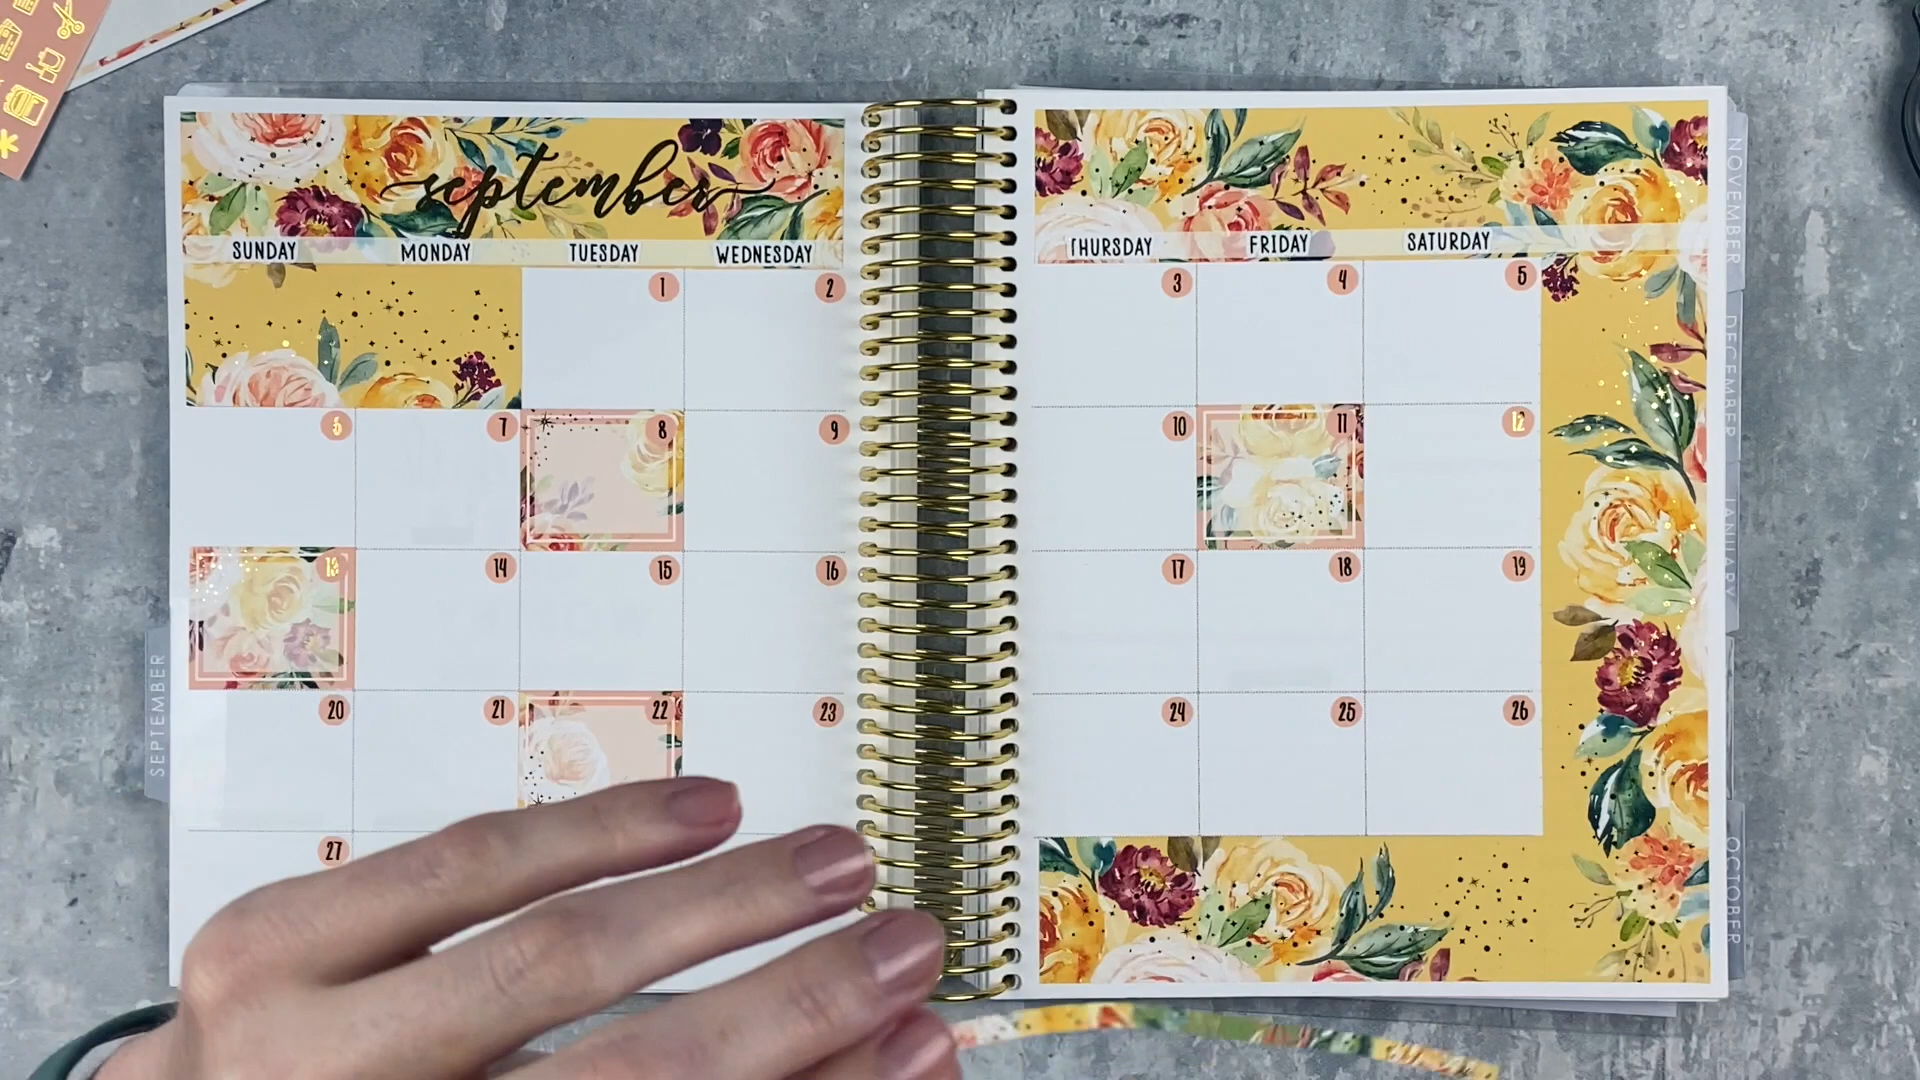 september
SUNDAY MONDAY TUESDAY WEDNESDAY THURSDAY FRIDAY SATURDAY
1 2 3 4 5
6 7 8 9 10 11 12
13 14 15 16 17 18 19
20 21 22 23 24 25 26
27
SEPTEMBER
NOVEMBER
DECEMBER
JANUARY
OCTOBER